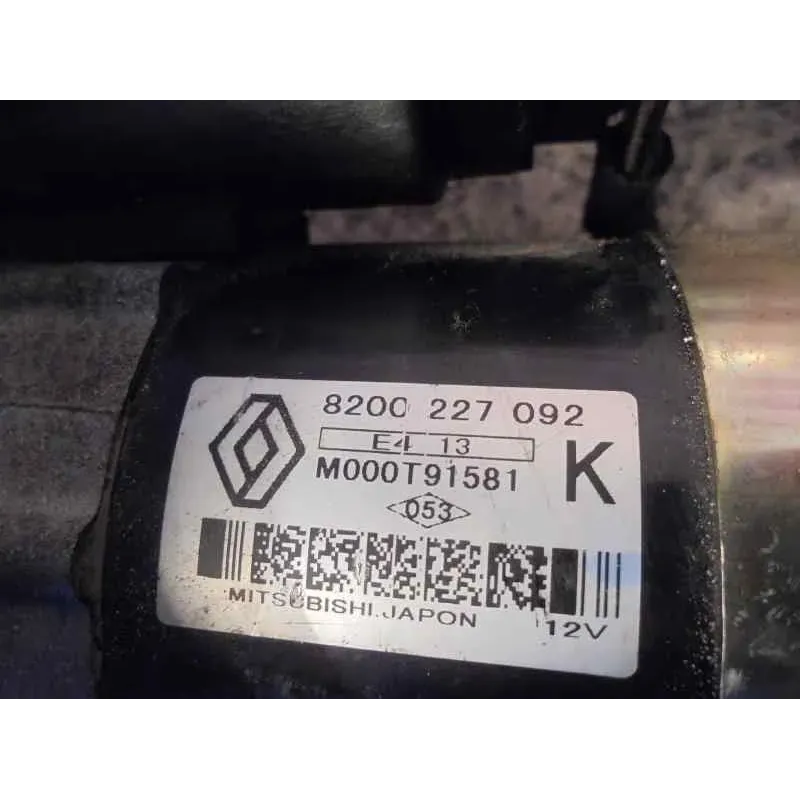 8200 227 092
E4 13
K
M000T91581
053
MITSUBISHI.JAPON
12V